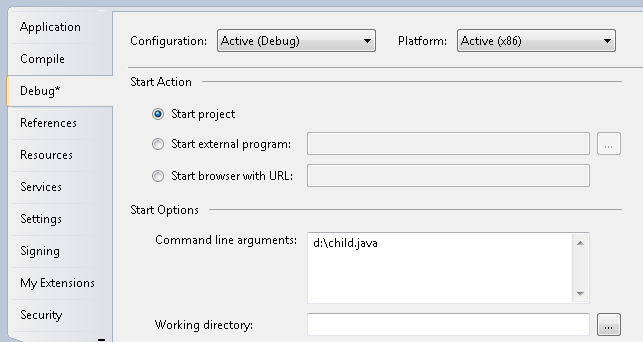 Application
Compile
Debug*
References
Resources
Services
Settings
Signing
My Extensions
Security
Configuration: Active (Debug) Platform: Active (x86)
Start Action
Start project
Start external program: ...
Start browser with URL:
Start Options
Command line arguments: d:\child.java
Working directory: ...